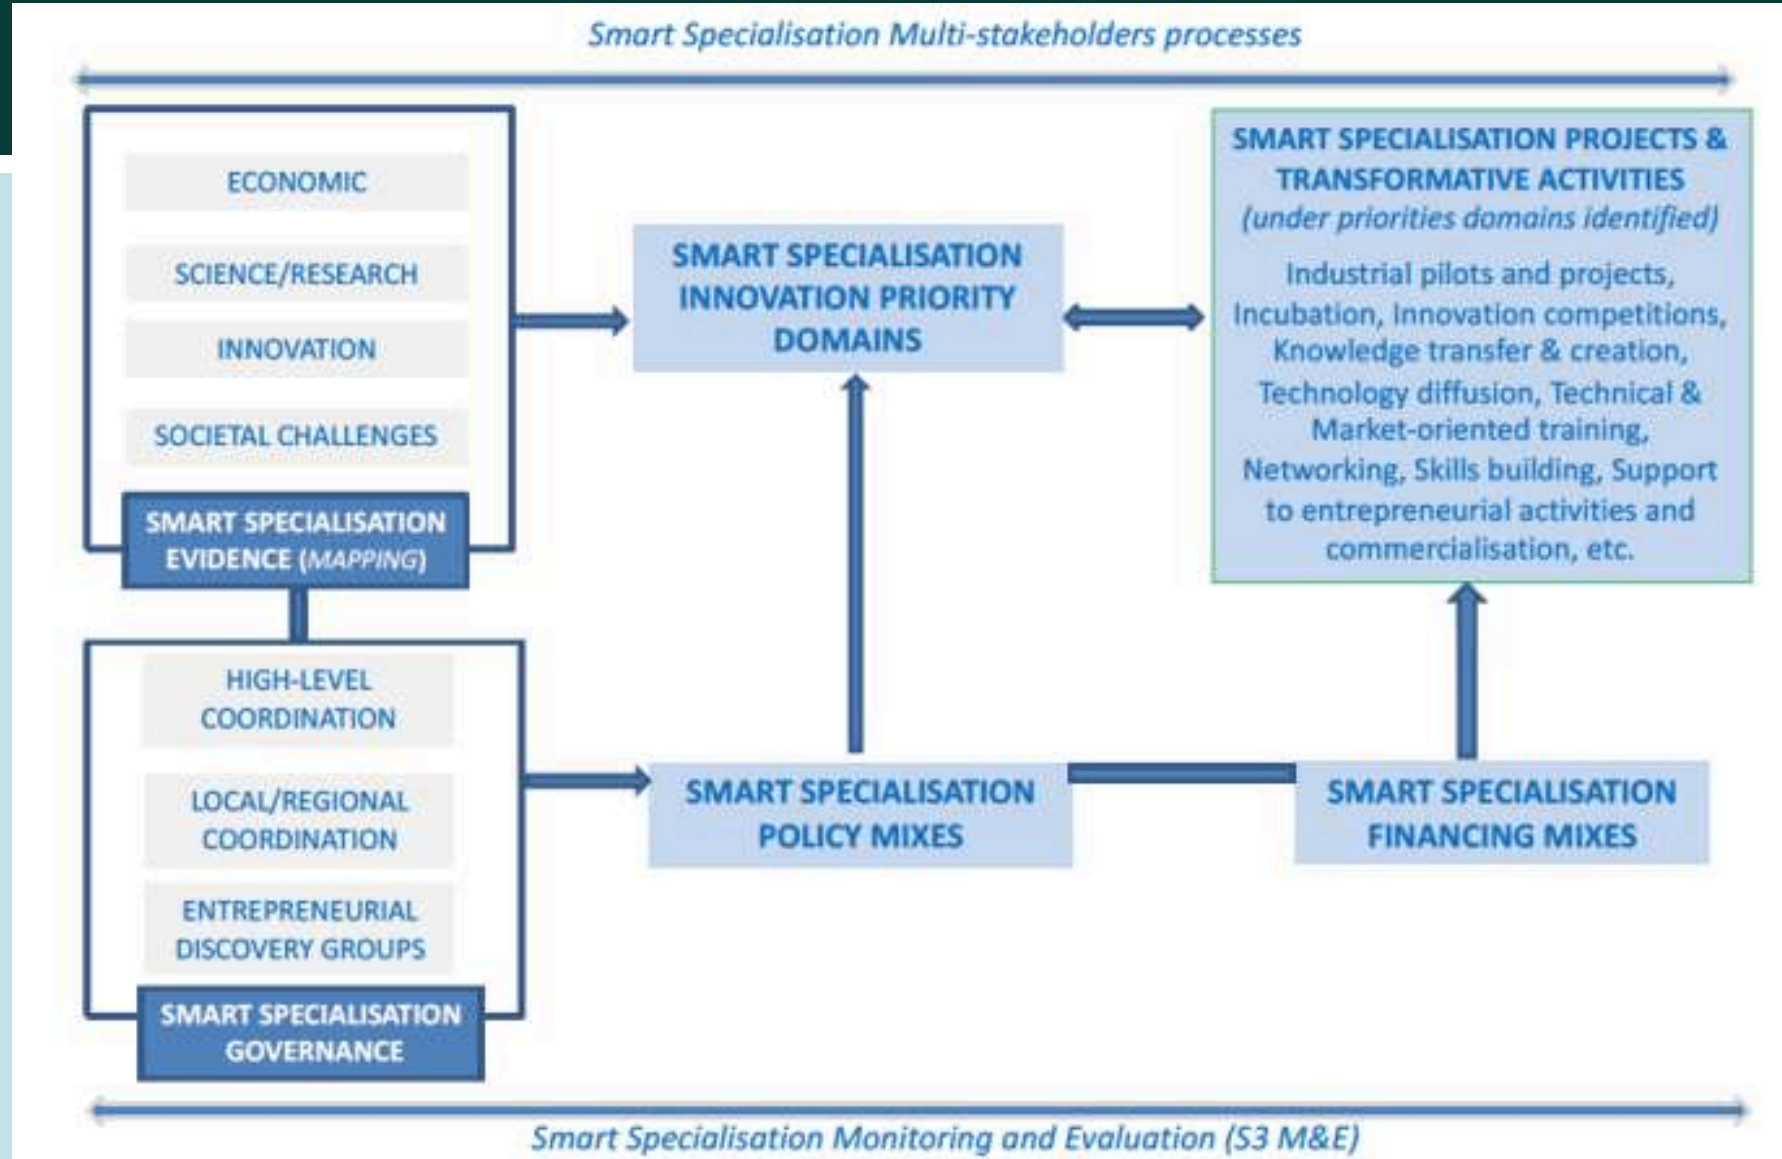 Smart Specialisation Multi-stakeholders processes
ECONOMIC
SCIENCE/RESEARCH
INNOVATION
SOCIETAL CHALLENGES
SMART SPECIALISATION
EVIDENCE (MAPPING)
HIGH-LEVEL
COORDINATION
LOCAL/REGIONAL
COORDINATION
ENTREPRENEURIAL
DISCOVERY GROUPS
SMART SPECIALISATION
GOVERNANCE
SMART SPECIALISATION
INNOVATION PRIORITY
DOMAINS
SMART SPECIALISATION
POLICY MIXES
SMART SPECIALISATION PROJECTS &
TRANSFORMATIVE ACTIVITIES
(under priorities domains identified)
Industrial pilots and projects,
Incubation, Innovation competitions,
Knowledge transfer & creation,
Technology diffusion, Technical &
Market-oriented training,
Networking, Skills building, Support
to entrepreneurial activities and
commercialisation, etc.
SMART SPECIALISATION
FINANCING MIXES
Smart Specialisation Monitoring and Evaluation (S3 M&E)